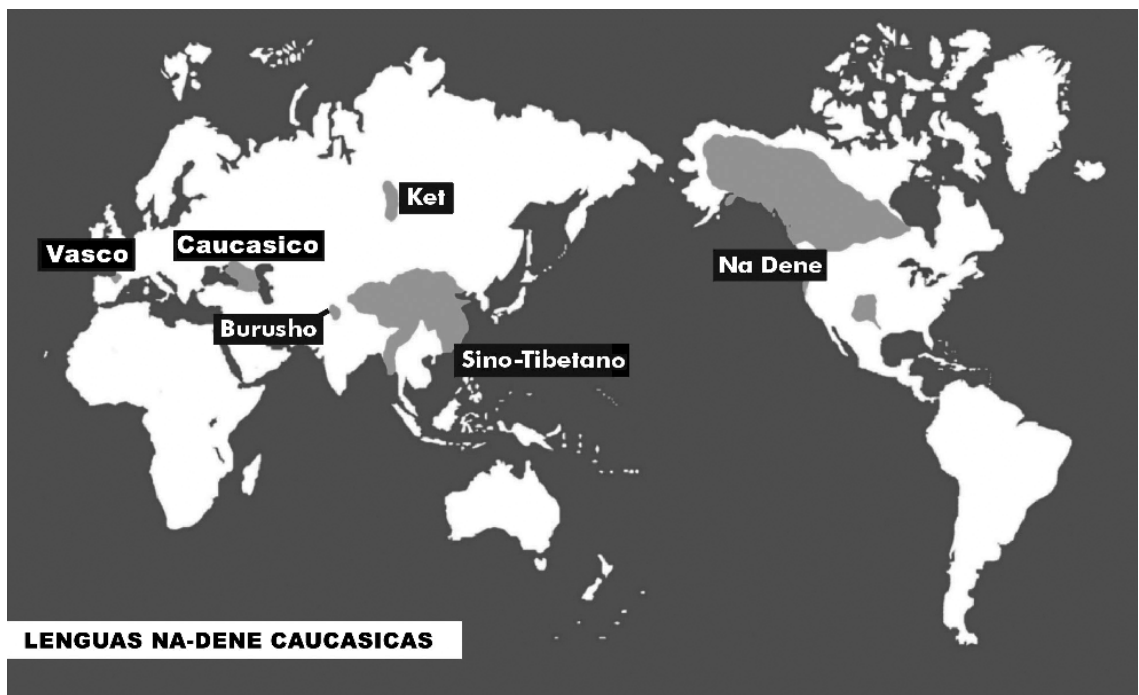 Ket
Caucasico
Vasco
Na Dene
Burusho
Sino-Tibetano
LENGUAS NA-DENE CAUCASICAS